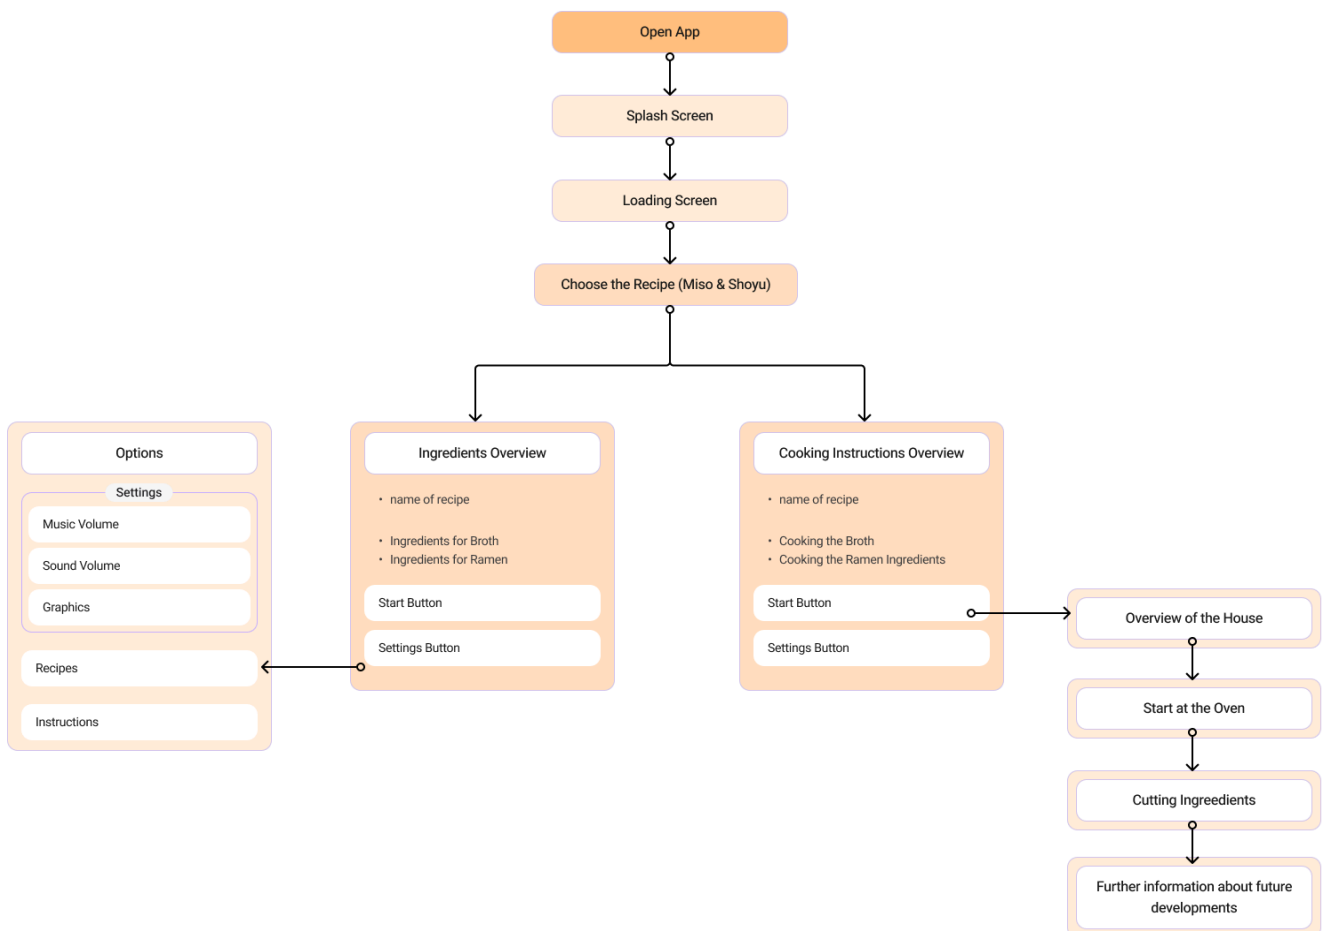 Open App
Splash Screen
Loading Screen
Choose the Recipe (Miso & Shoyu)
Options
Settings
Music Volume
Sound Volume
Graphics
Recipes
Instructions
Ingredients Overview
• name of recipe
• Ingredients for Broth
• Ingredients for Ramen
Start Button
Settings Button
Cooking Instructions Overview
• name of recipe
• Cooking the Broth
• Cooking the Ramen Ingredients
Start Button
Settings Button
Overview of the House
Start at the Oven
Cutting Ingreedients
Further information about future
developments